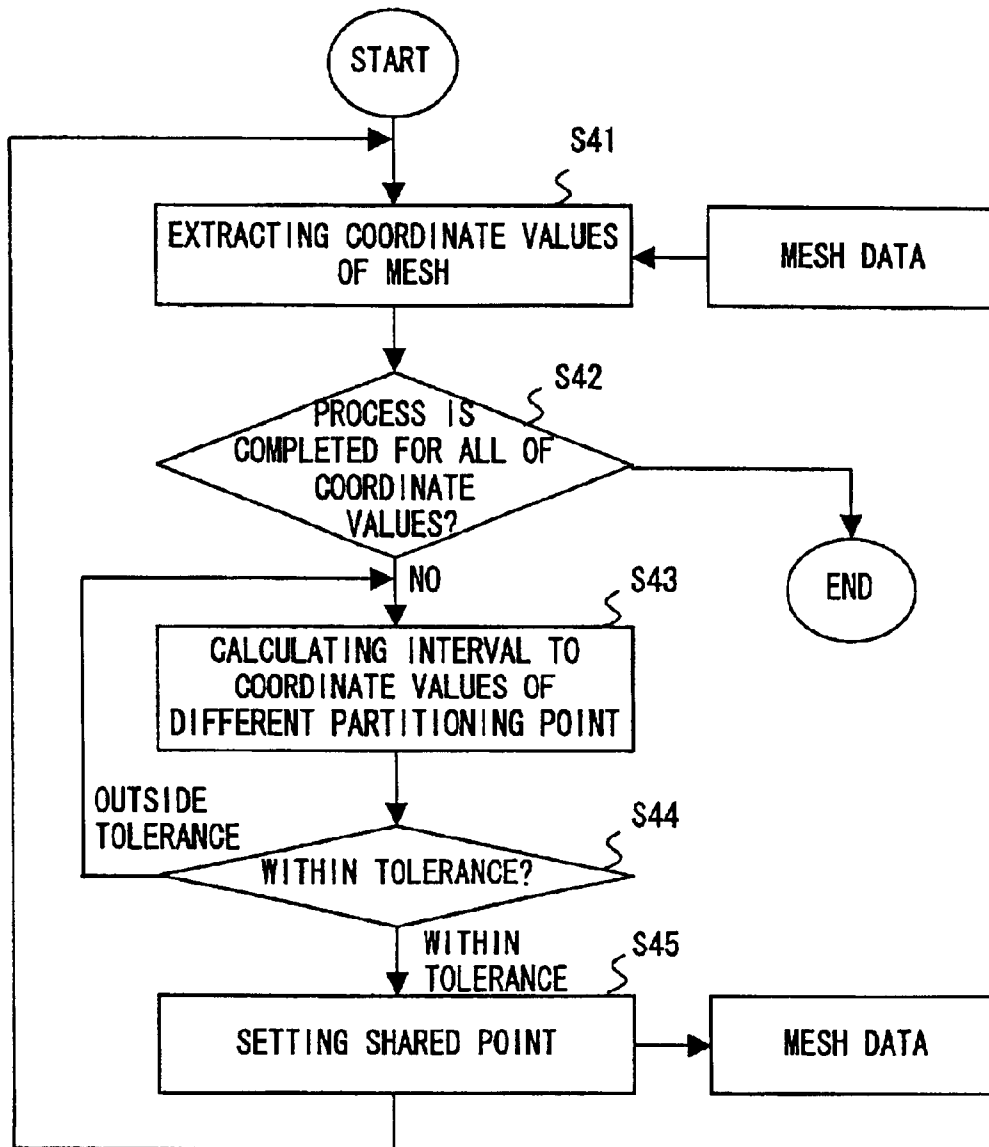 START
S41
EXTRACTING COORDINATE VALUES
OF MESH
MESH DATA
S42
PROCESS IS
COMPLETED FOR ALL OF
COORDINATE
VALUES?
NO
S43
END
CALCULATING INTERVAL TO
COORDINATE VALUES OF
DIFFERENT PARTITIONING POINT
OUTSIDE
TOLERANCE
S44
WITHIN TOLERANCE?
WITHIN
TOLERANCE
S45
SETTING SHARED POINT
MESH DATA